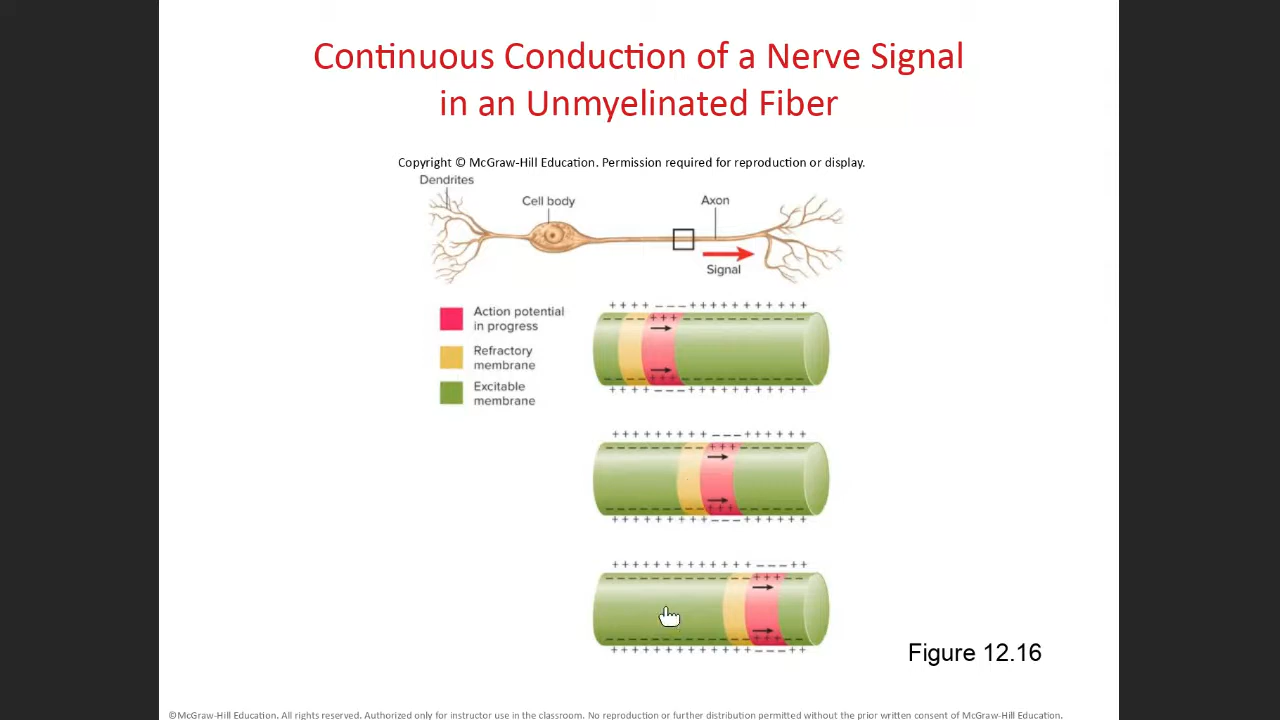 Continuous Conduction of a Nerve Signal
in an Unmyelinated Fiber
Copyright © McGraw-Hill Education. Permission required for reproduction or display.
Dendrites
Cell body
Axon
Signal
Action potential
in progress
Refractory
membrane
Excitable
membrane
++++ ---- +++++++++++
+++
+++
++++ ---- +++++++++++
+++++++++ --- ++++++
+++
+++
+++++++++ --- ++++++
+++++++++++++ ---- ++
+++
+++
+++++++++++++ ---- ++
Figure 12.16
©McGraw-Hill Education. All rights reserved. Authorized only for instructor use in the classroom. No reproduction or further distribution permitted without the prior written consent of McGraw-Hill Education.